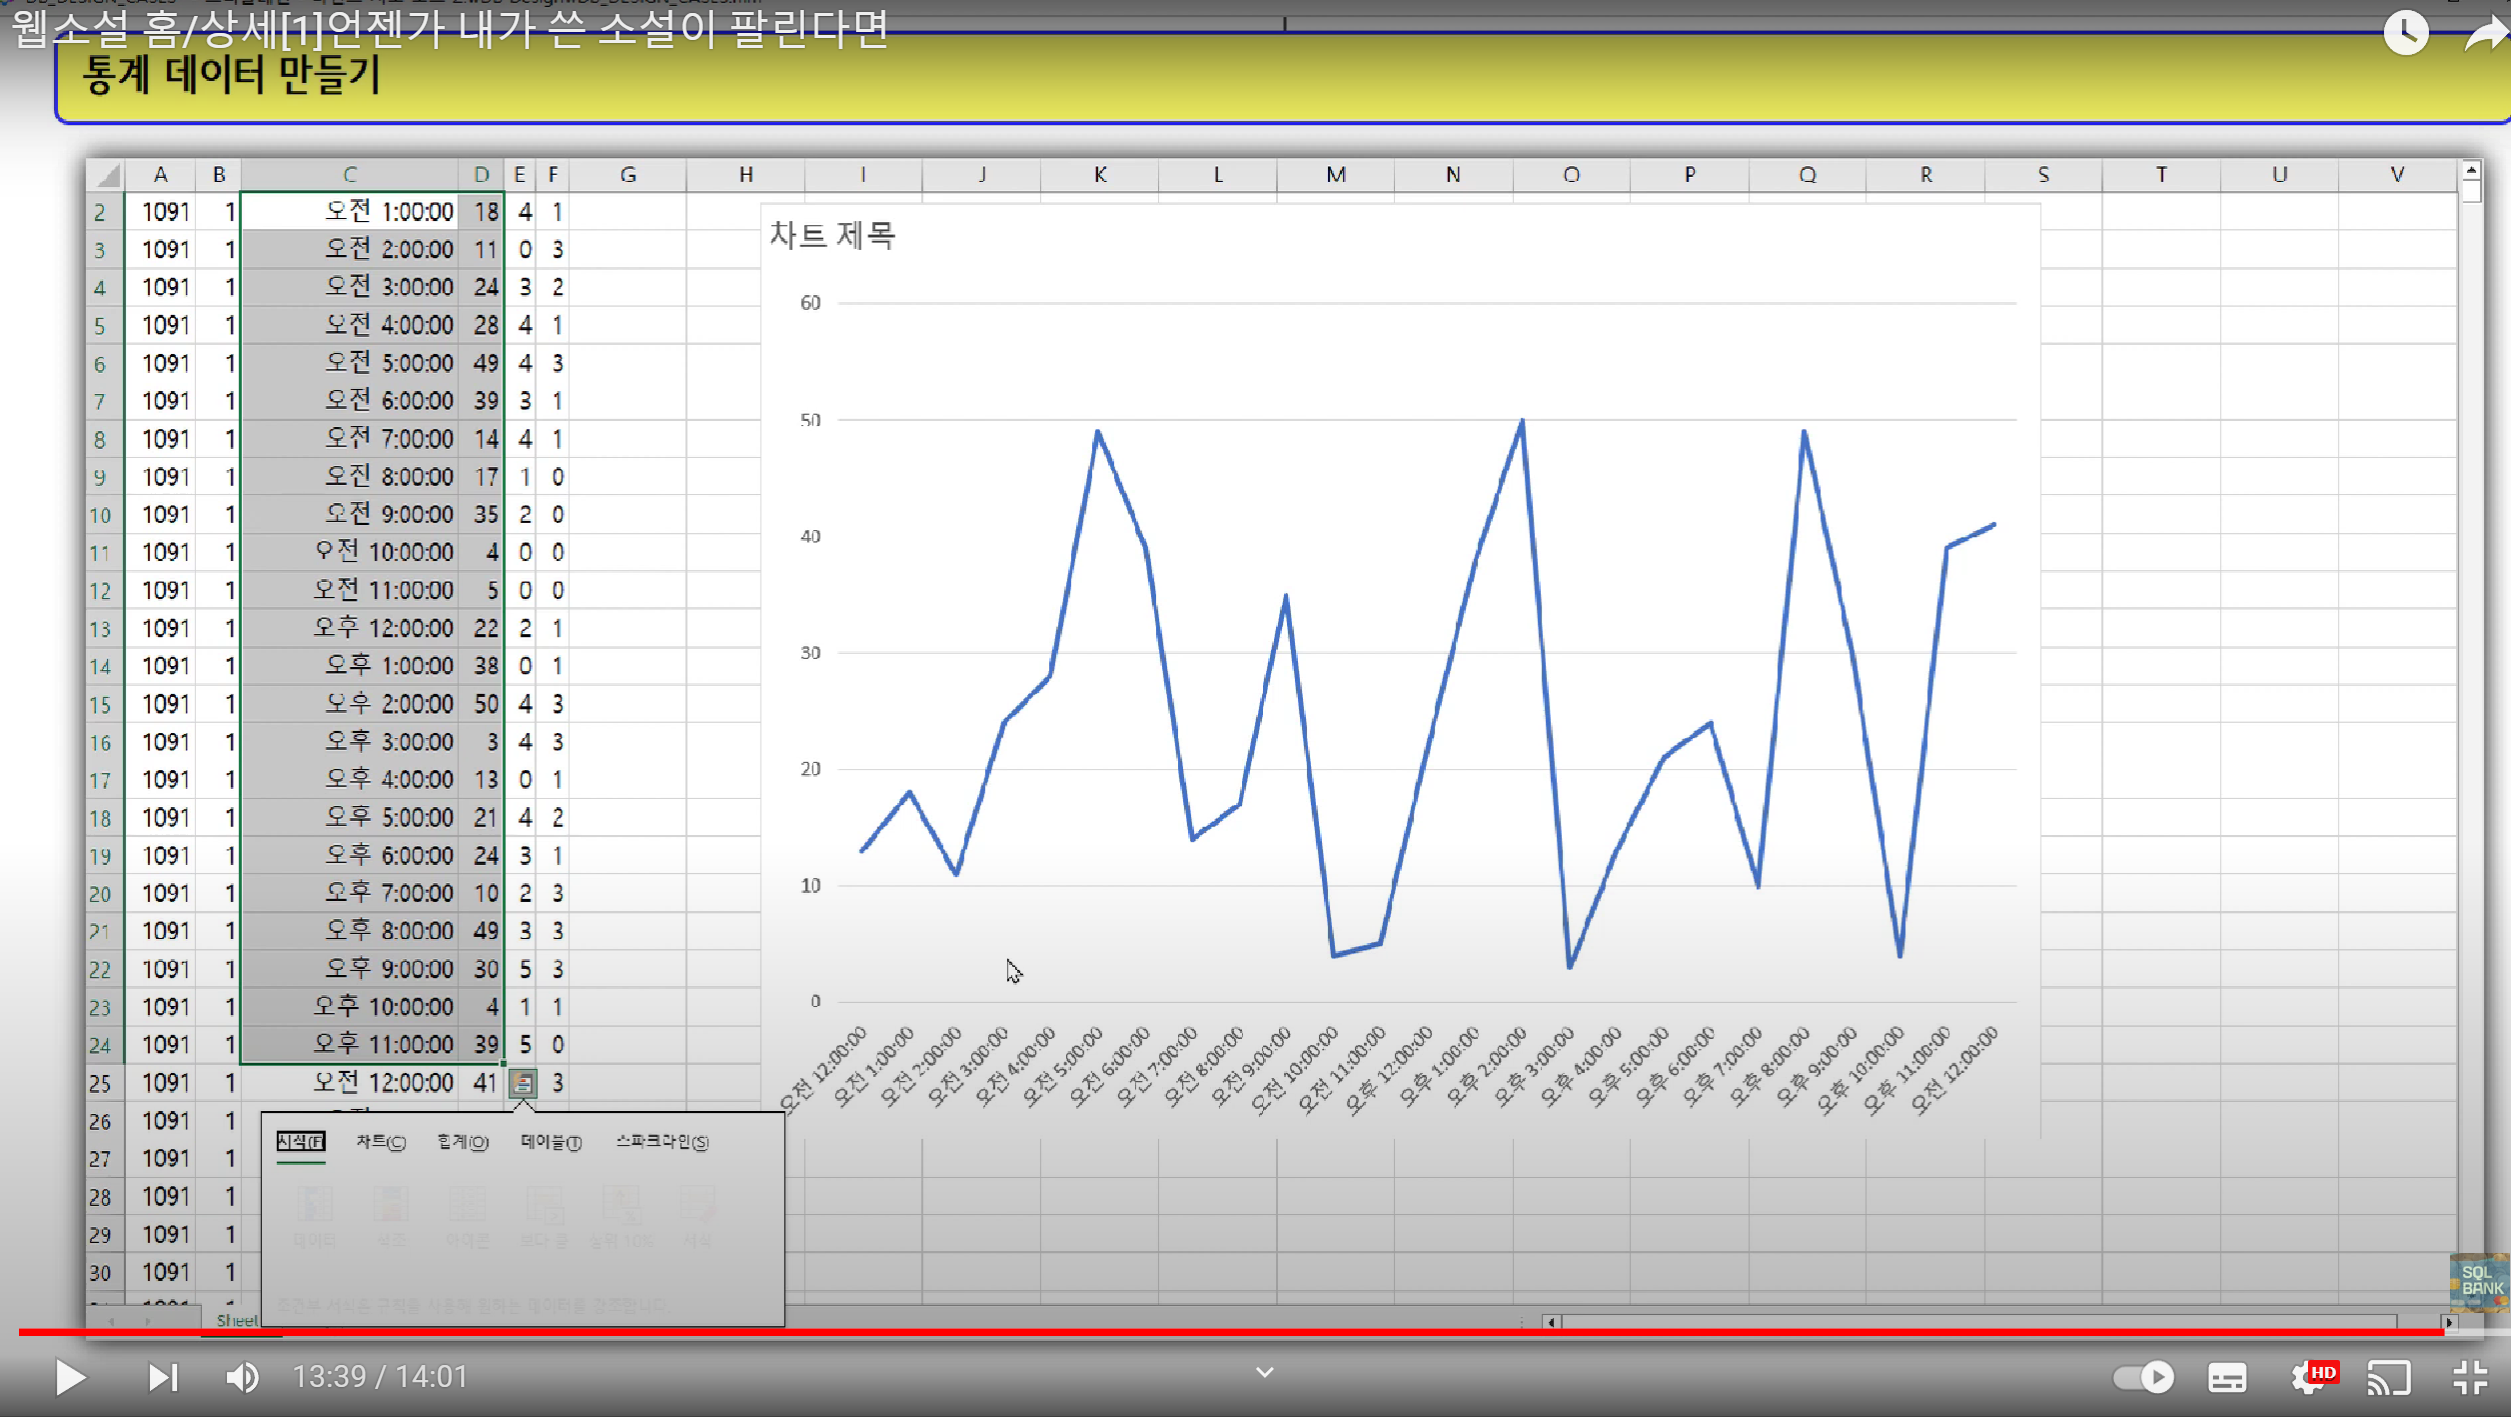 웹소설 홈/상세[1]언젠가 내가 쓴 소설이 팔린다면
통계 데이터 만들기
A B C D E F G H I J K L M N O P Q R S T U V
2 1091 1 오전 1:00:00 18 4 1
3 1091 1 오전 2:00:00 11 0 3
4 1091 1 오전 3:00:00 24 3 2
5 1091 1 오전 4:00:00 28 4 1
6 1091 1 오전 5:00:00 49 4 3
7 1091 1 오전 6:00:00 39 3 1
8 1091 1 오전 7:00:00 14 4 1
9 1091 1 오전 8:00:00 17 1 0
10 1091 1 오전 9:00:00 35 2 0
11 1091 1 오전 10:00:00 4 0 0
12 1091 1 오전 11:00:00 5 0 0
13 1091 1 오후 12:00:00 22 2 1
14 1091 1 오후 1:00:00 38 0 1
15 1091 1 오후 2:00:00 50 4 3
16 1091 1 오후 3:00:00 3 4 3
17 1091 1 오후 4:00:00 13 0 1
18 1091 1 오후 5:00:00 21 4 2
19 1091 1 오후 6:00:00 24 3 1
20 1091 1 오후 7:00:00 10 2 3
21 1091 1 오후 8:00:00 49 3 3
22 1091 1 오후 9:00:00 30 5 3
23 1091 1 오후 10:00:00 4 1 1
24 1091 1 오후 11:00:00 39 5 0
25 1091 1 오전 12:00:00 41 3
26 1091 1
27 1091 1
28 1091 1
29 1091 1
30 1091 1
차트 제목
60
50
40
30
20
10
0
오전 12:00:00
오전 1:00:00
오전 2:00:00
오전 3:00:00
오전 4:00:00
오전 5:00:00
오전 6:00:00
오전 7:00:00
오전 8:00:00
오전 9:00:00
오전 10:00:00
오전 11:00:00
오후 12:00:00
오후 1:00:00
오후 2:00:00
오후 3:00:00
오후 4:00:00
오후 5:00:00
오후 6:00:00
오후 7:00:00
오후 8:00:00
오후 9:00:00
오후 10:00:00
오후 11:00:00
오전 12:00:00
서식(F) 차트(C) 합계(O) 테이블(T) 스파크라인(S)
Sheet
SQL
BANK
13:39 / 14:01
HD